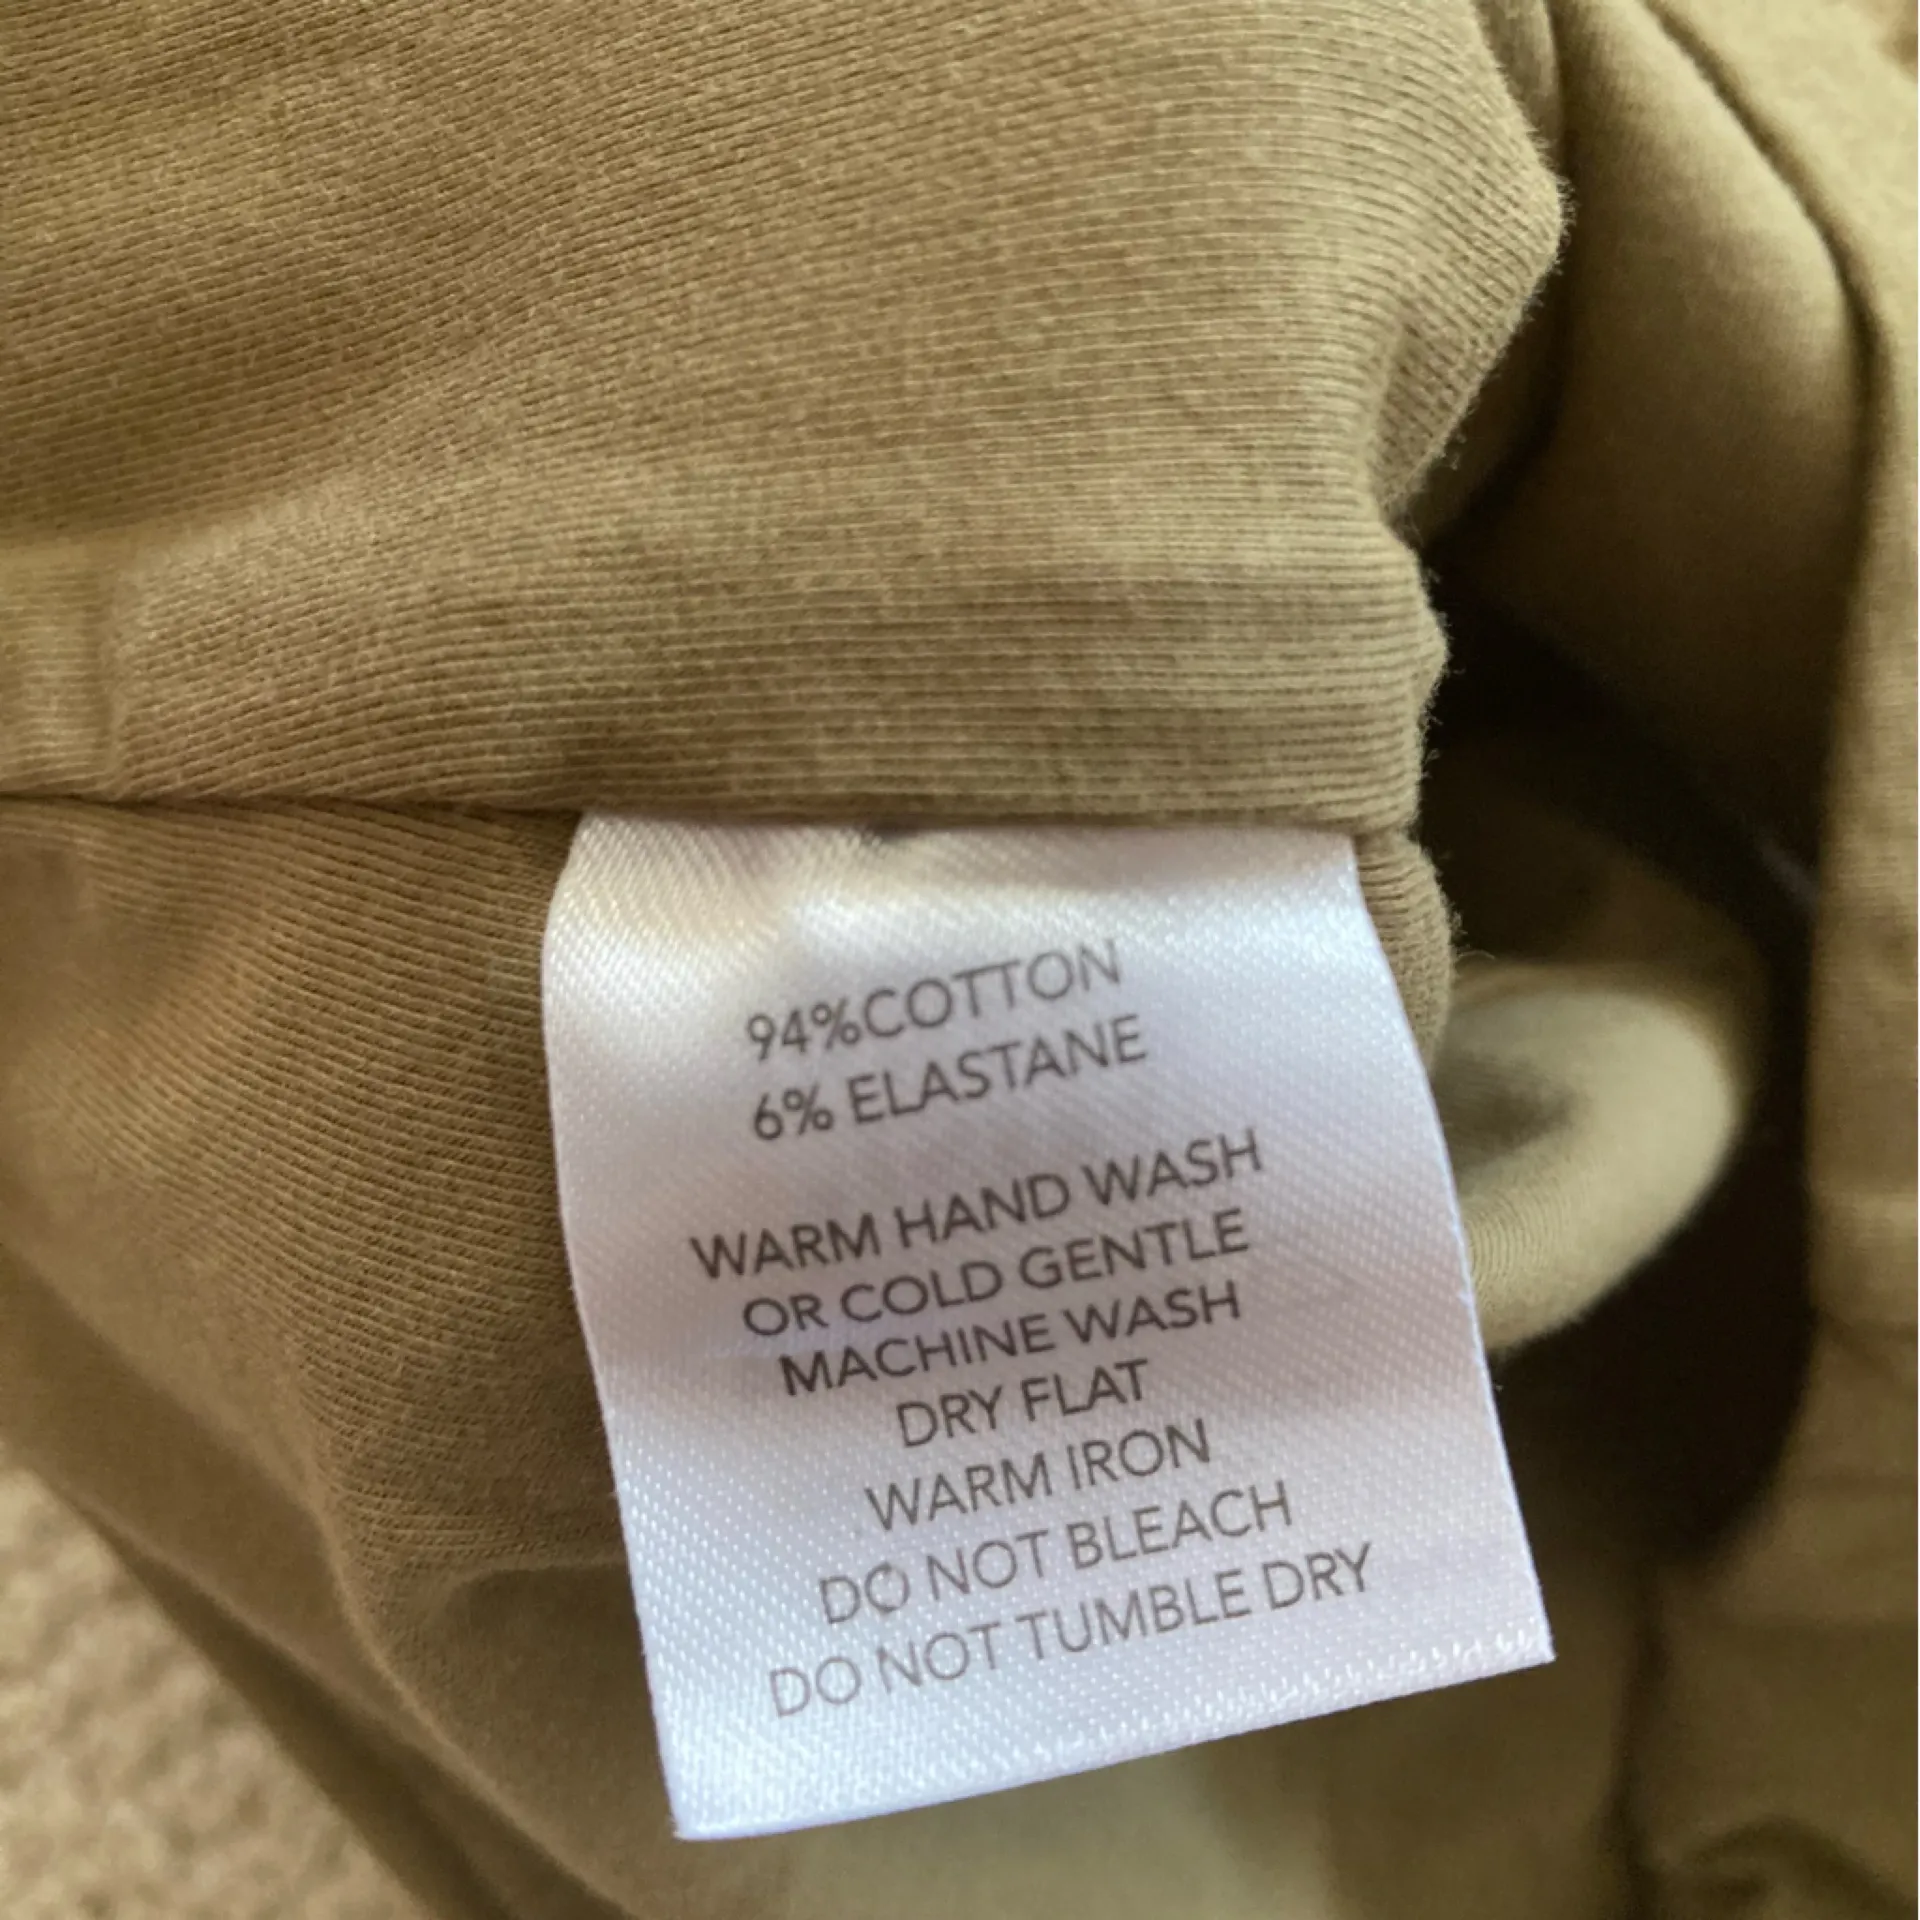 94%COTTON
6% ELASTANE
WARM HAND WASH
OR COLD GENTLE
MACHINE WASH
DRY FLAT
WARM IRON
DO NOT BLEACH
DO NOT TUMBLE DRY